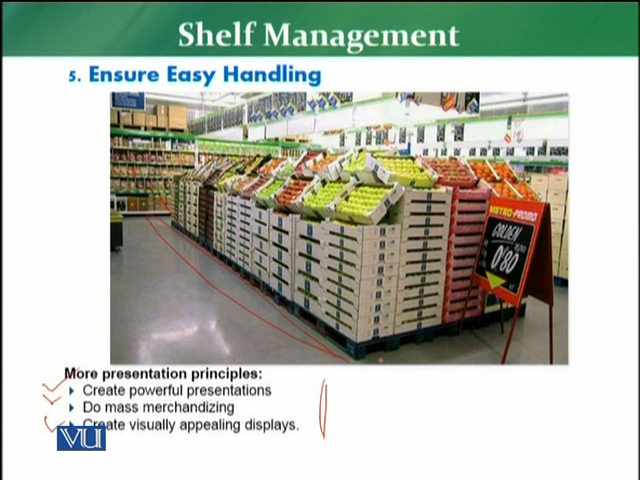 Shelf Management
5. Ensure Easy Handling
METRO-PROMO
GOLDEN
0'80
More presentation principles:
Create powerful presentations
Do mass merchandizing
Create visually appealing displays.
VU